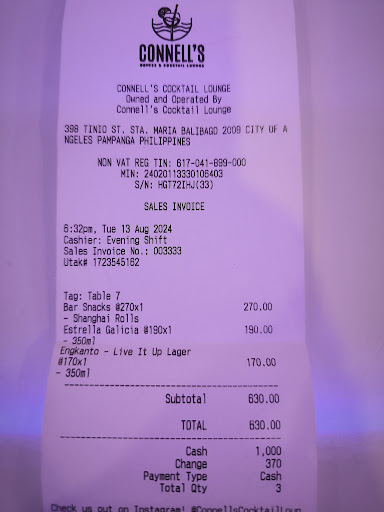 CONNELL'S
COFFEE & COCKTAIL LOUNGE
CONNELL'S COCKTAIL LOUNGE
Owned and Operated By
Connell's Cocktail Lounge
398 TINIO ST. STA. MARIA BALIBAGO 2009 CITY OF A
NGELES PAMPANGA PHILIPPINES
NON VAT REG TIN: 617-041-899-000
MIN: 24020113330106403
S/N: HGT72IHJ(33)
SALES INVOICE
6:32pm, Tue 13 Aug 2024
Cashier: Evening Shift
Sales Invoice No.: 003333
Utak# 1723545162
Tag: Table 7
Bar Snacks @270x1 270.00
- Shanghai Rolls
Estrella Galicia @190x1 190.00
- 350ml
Engkanto - Live It Up Lager
@170x1 170.00
- 350ml
Subtotal 630.00
TOTAL 630.00
Cash 1,000
Change 370
Payment Type Cash
Total Qty 3
Check us out on Instagram! @ConnellsCocktailLoun